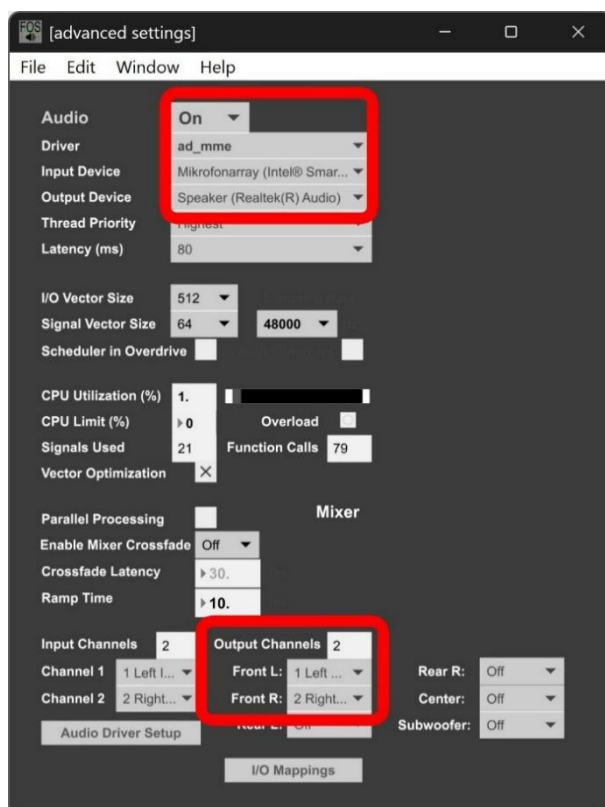 FOS [advanced settings]
File Edit Window Help
Audio On
Driver ad_mme
Input Device Mikrofonarray (Intel® Smar...
Output Device Speaker (Realtek(R) Audio)
Thread Priority Highest
Latency (ms) 80
I/O Vector Size 512
Signal Vector Size 64 48000
Scheduler in Overdrive
CPU Utilization (%) 1.
CPU Limit (%) 0 Overload
Signals Used 21 Function Calls 79
Vector Optimization
Parallel Processing Mixer
Enable Mixer Crossfade Off
Crossfade Latency 30.
Ramp Time 10.
Input Channels 2 Output Channels 2
Channel 1 1 Left I... Front L: 1 Left ... Rear R: Off
Channel 2 2 Right... Front R: 2 Right... Center: Off
Audio Driver Setup Rear L: Off Subwoofer: Off
I/O Mappings